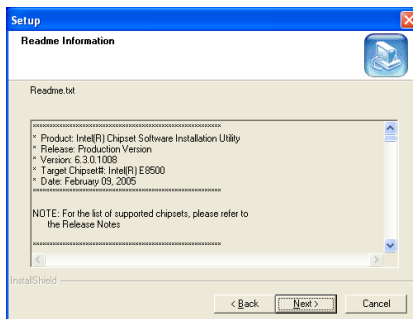 Setup
Readme Information
Readme.txt
************************************************************
* Product: Intel(R) Chipset Software Installation Utility
* Release: Production Version
* Version: 6.3.0.1008
* Target Chipset#: Intel(R) E8500
* Date: February 09, 2005
************************************************************
NOTE: For the list of supported chipsets, please refer to
the Release Notes
************************************************************
InstallShield
< Back
Next >
Cancel